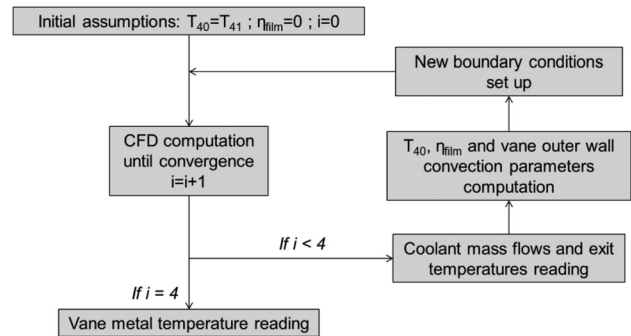 Initial assumptions: T₄₀=T₄₁ ; η_film=0 ; i=0
New boundary conditions
set up
CFD computation
until convergence
i=i+1
T₄₀, η_film and vane outer wall
convection parameters
computation
If i < 4
Coolant mass flows and exit
temperatures reading
If i = 4
Vane metal temperature reading